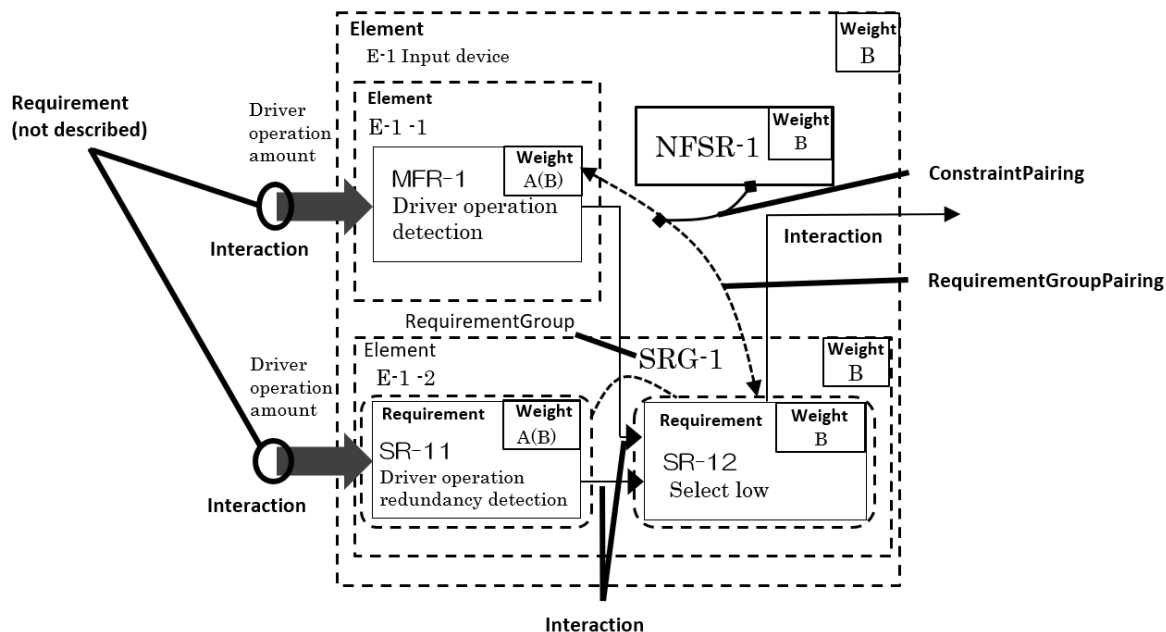 Element
E-1 Input device
Weight
B
Requirement
(not described)
Driver
operation
amount
Interaction
Element
E-1 -1
MFR-1
Driver operation
detection
Weight
A(B)
NFSR-1
Weight
B
ConstraintPairing
Interaction
RequirementGroupPairing
RequirementGroup
SRG-1
Driver
operation
amount
Interaction
Element
E-1 -2
Weight
B
Requirement
Weight
A(B)
SR-11
Driver operation
redundancy detection
Requirement
Weight
B
SR-12
Select low
Interaction